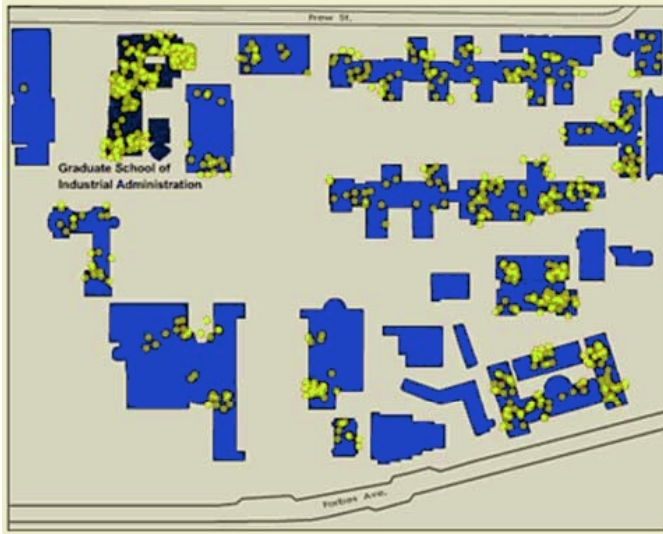 Frew St.
Graduate School of
Industrial Administration
Forbes Ave.